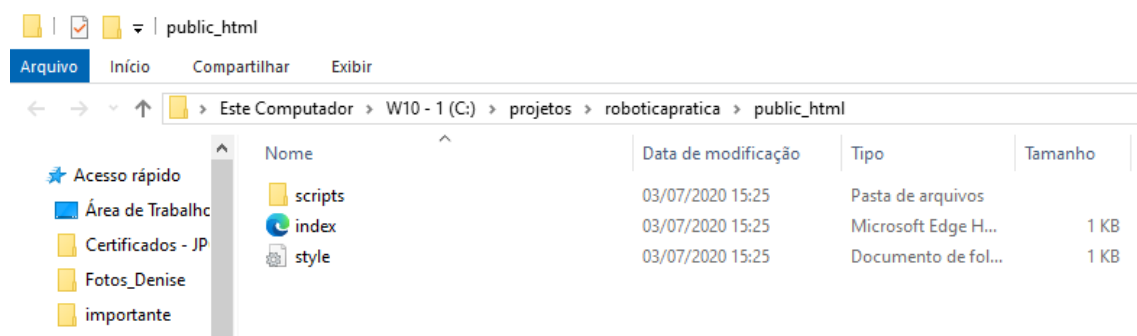 public_html
Arquivo Início Compartilhar Exibir
Este Computador > W10 - 1 (C:) > projetos > roboticapratica > public_html
Nome Data de modificação Tipo Tamanho
Acesso rápido
scripts 03/07/2020 15:25 Pasta de arquivos
Área de Trabalho
index 03/07/2020 15:25 Microsoft Edge H... 1 KB
Certificados - JP
style 03/07/2020 15:25 Documento de fol... 1 KB
Fotos_Denise
importante